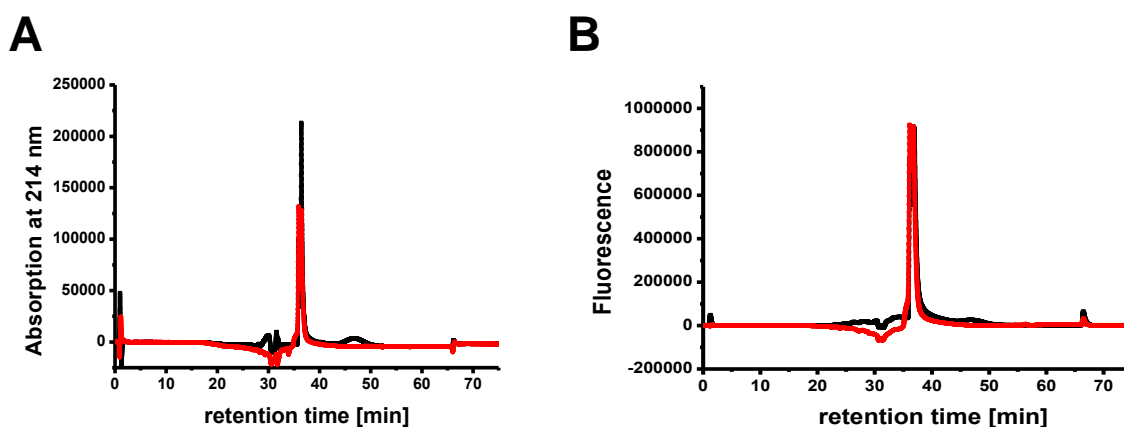 A
Absorption at 214 nm
250000
200000
150000
100000
50000
0
0 10 20 30 40 50 60 70
retention time [min]
B
Fluorescence
1000000
800000
600000
400000
200000
0
-200000
0 10 20 30 40 50 60 70
retention time [min]